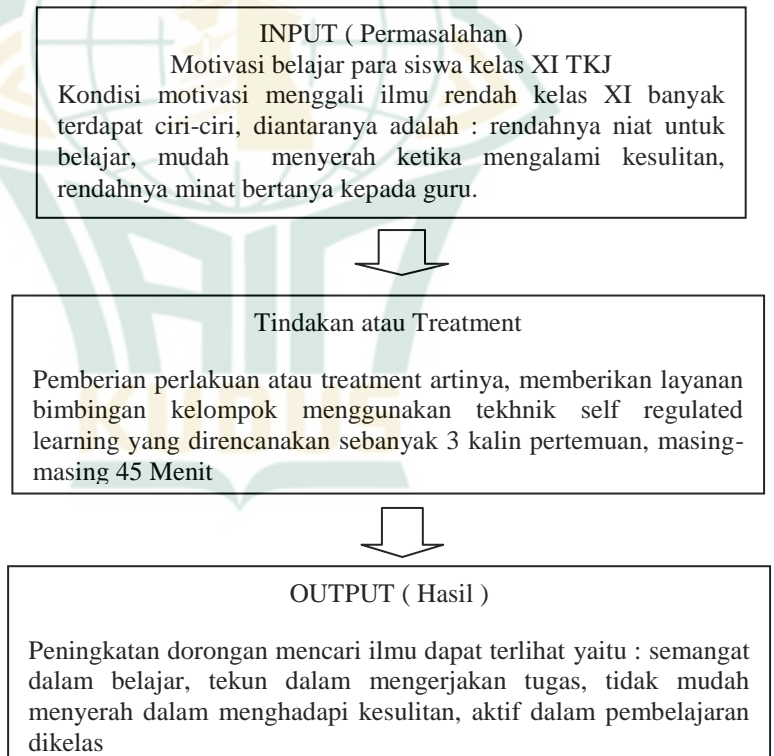 INPUT ( Permasalahan )
Motivasi belajar para siswa kelas XI TKJ
Kondisi motivasi menggali ilmu rendah kelas XI banyak
terdapat ciri-ciri, diantaranya adalah : rendahnya niat untuk
belajar, mudah menyerah ketika mengalami kesulitan,
rendahnya minat bertanya kepada guru.
Tindakan atau Treatment
Pemberian perlakuan atau treatment artinya, memberikan layanan
bimbingan kelompok menggunakan tekhnik self regulated
learning yang direncanakan sebanyak 3 kalin pertemuan, masing-
masing 45 Menit
KUDUS
OUTPUT ( Hasil )
Peningkatan dorongan mencari ilmu dapat terlihat yaitu : semangat
dalam belajar, tekun dalam mengerjakan tugas, tidak mudah
menyerah dalam menghadapi kesulitan, aktif dalam pembelajaran
dikelas